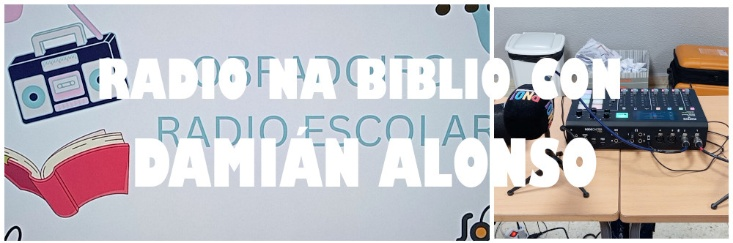 RADIO NA BIBLIO CON
DAMIÁN ALONSO
OBRADOIRO
RADIO ESCOLAR